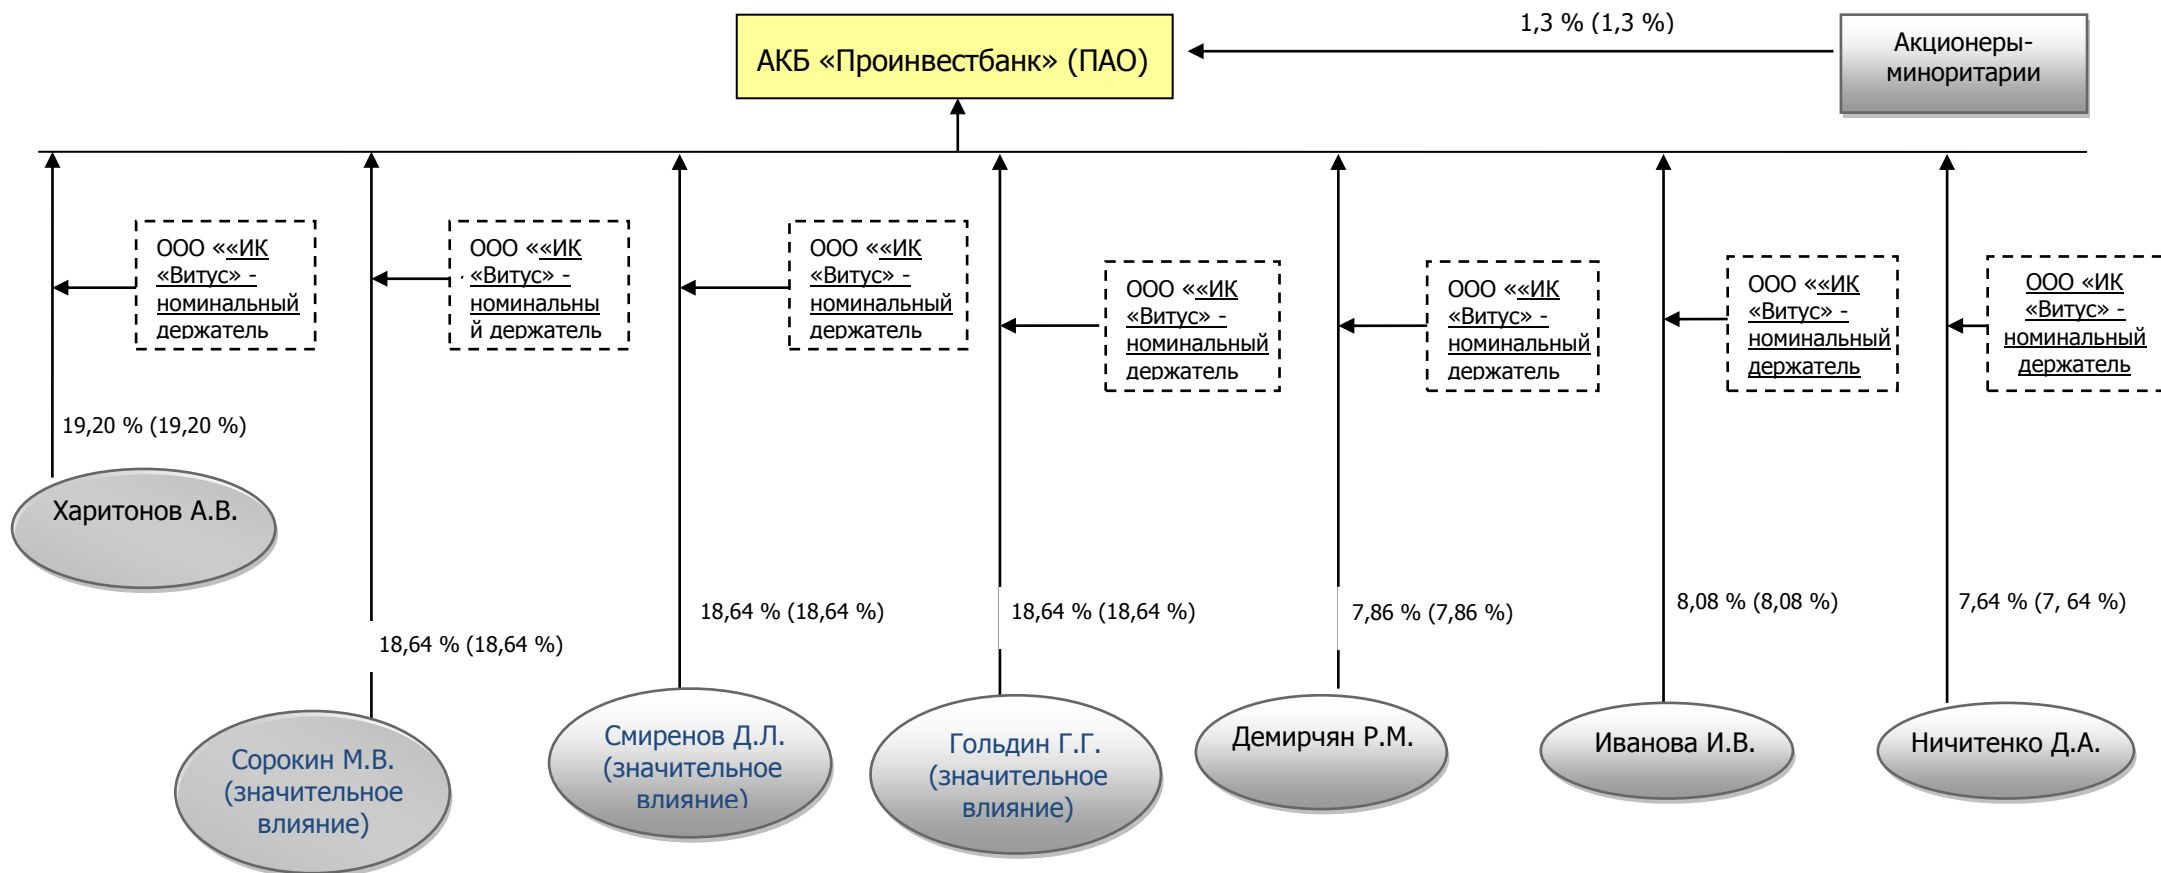 1,3 % (1,3 %)
АКБ «Проинвестбанк» (ПАО)
Акционеры-
миноритарии
ООО ««ИК
«Витус» -
номинальный
держатель
ООО ««ИК
«Витус» -
номинальны
й держатель
ООО ««ИК
«Витус» -
номинальный
держатель
ООО ««ИК
«Витус» -
номинальный
держатель
ООО ««ИК
«Витус» -
номинальный
держатель
ООО ««ИК
«Витус» -
номинальный
держатель
ООО «ИК
«Витус» -
номинальный
держатель
19,20 % (19,20 %)
18,64 % (18,64 %)
18,64 % (18,64 %)
18,64 % (18,64 %)
7,86 % (7,86 %)
8,08 % (8,08 %)
7,64 % (7, 64 %)
Харитонов А.В.
Сорокин М.В.
(значительное
влияние)
Смиренов Д.Л.
(значительное
влияние)
Гольдин Г.Г.
(значительное
влияние)
Демирчян Р.М.
Иванова И.В.
Ничитенко Д.А.